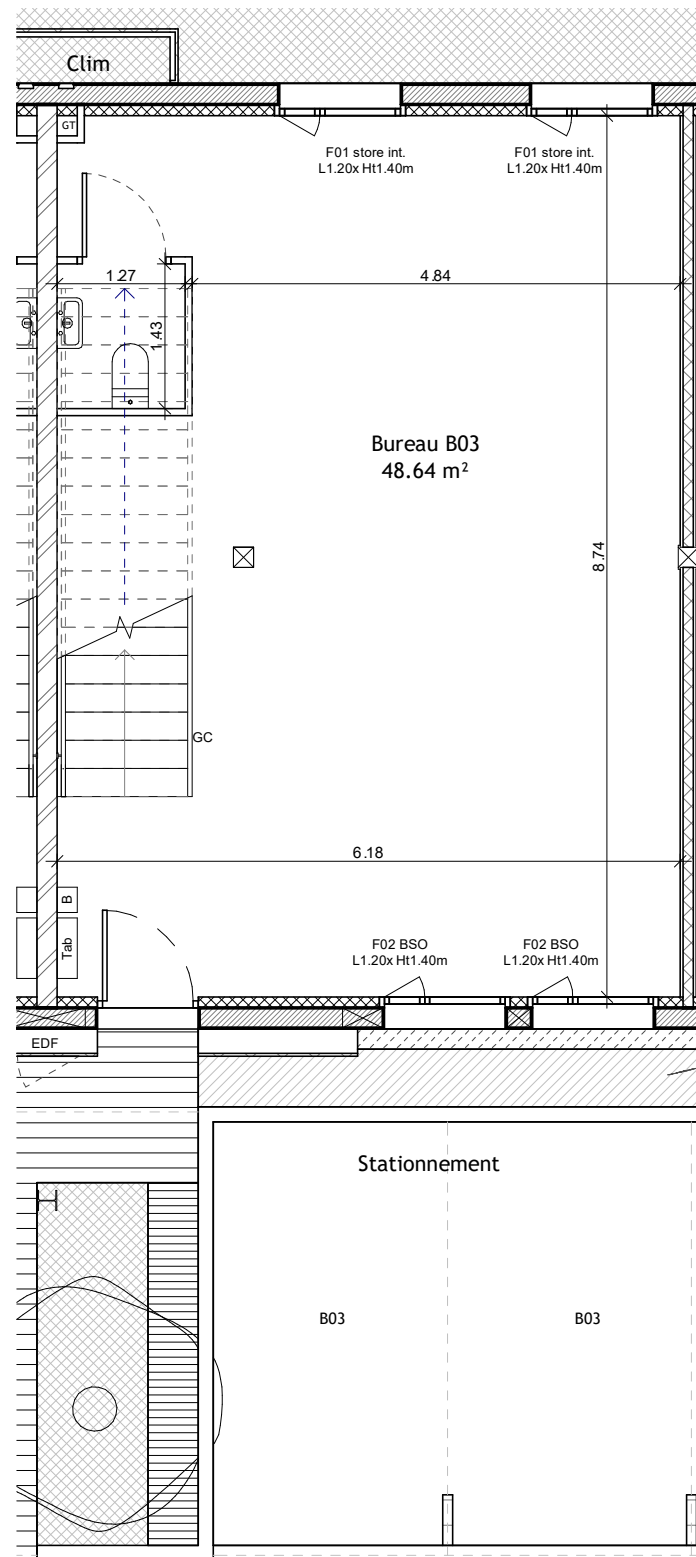 Clim
GT
F01 store int.
L1.20x Ht1.40m
F01 store int.
L1.20x Ht1.40m
1.27
4.84
1.43
Bureau B03
48.64 m²
8.74
GC
6.18
B
Tab
F02 BSO
L1.20x Ht1.40m
F02 BSO
L1.20x Ht1.40m
EDF
Stationnement
B03
B03